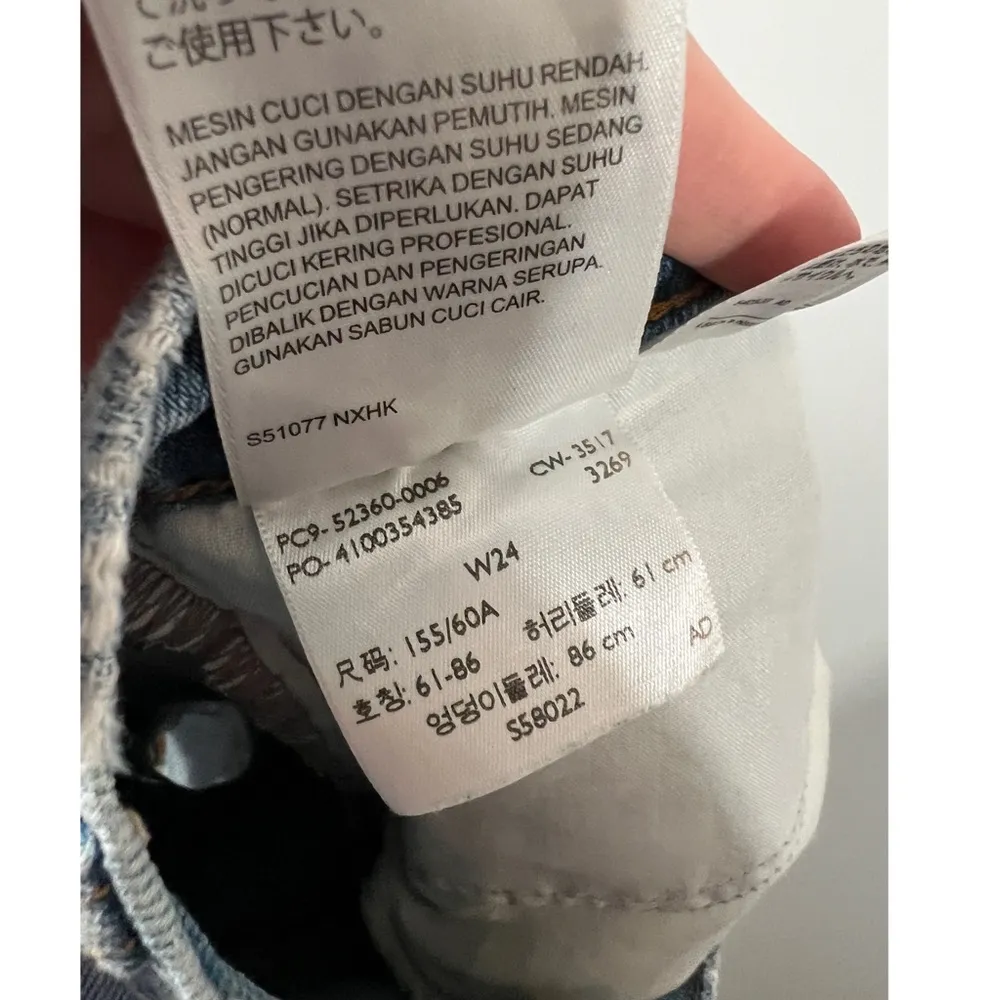 ご使用下さい。
MESIN CUCI DENGAN SUHU RENDAH.
JANGAN GUNAKAN PEMUTIH. MESIN
PENGERING DENGAN SUHU SEDANG
(NORMAL). SETRIKA DENGAN SUHU
TINGGI JIKA DIPERLUKAN. DAPAT
DICUCI KERING PROFESIONAL.
PENCUCIAN DAN PENGERINGAN
DIBALIK DENGAN WARNA SERUPA.
GUNAKAN SABUN CUCI CAIR.
S51077 NXHK
PC9- 52360-0006 CW-3517
PO- 4100354385 3269
W24
尺码: 155/60A
호칭: 61-86 허리둘레: 61 cm
엉덩이둘레: 86 cm AD
S58022